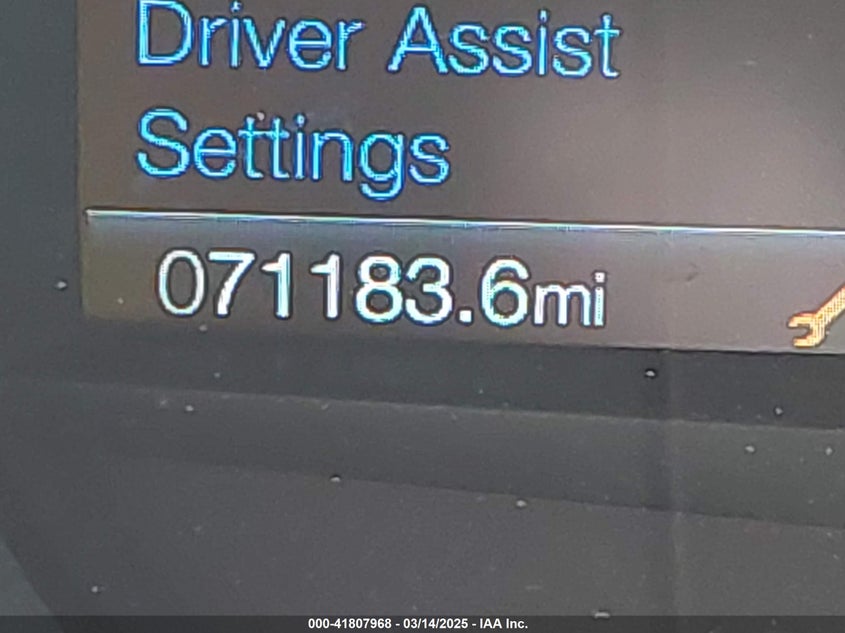 Driver Assist
Settings
071183.6mi
000-41807968 - 03/14/2025 - IAA Inc.